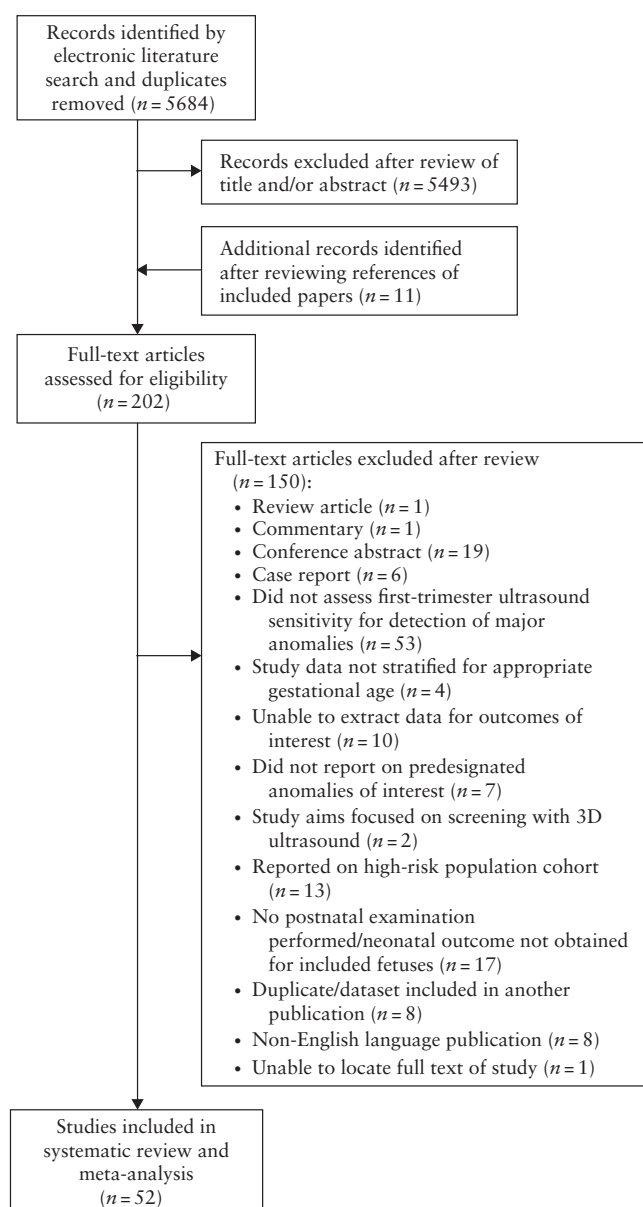 Records identified by
electronic literature
search and duplicates
removed (n = 5684)
Records excluded after review of
title and/or abstract (n = 5493)
Additional records identified
after reviewing references of
included papers (n = 11)
Full-text articles
assessed for eligibility
(n = 202)
Full-text articles excluded after review
(n = 150):
• Review article (n = 1)
• Commentary (n = 1)
• Conference abstract (n = 19)
• Case report (n = 6)
• Did not assess first-trimester ultrasound
sensitivity for detection of major
anomalies (n = 53)
• Study data not stratified for appropriate
gestational age (n = 4)
• Unable to extract data for outcomes of
interest (n = 10)
• Did not report on predesignated
anomalies of interest (n = 7)
• Study aims focused on screening with 3D
ultrasound (n = 2)
• Reported on high-risk population cohort
(n = 13)
• No postnatal examination
performed/neonatal outcome not obtained
for included fetuses (n = 17)
• Duplicate/dataset included in another
publication (n = 8)
• Non-English language publication (n = 8)
• Unable to locate full text of study (n = 1)
Studies included in
systematic review and
meta-analysis
(n = 52)